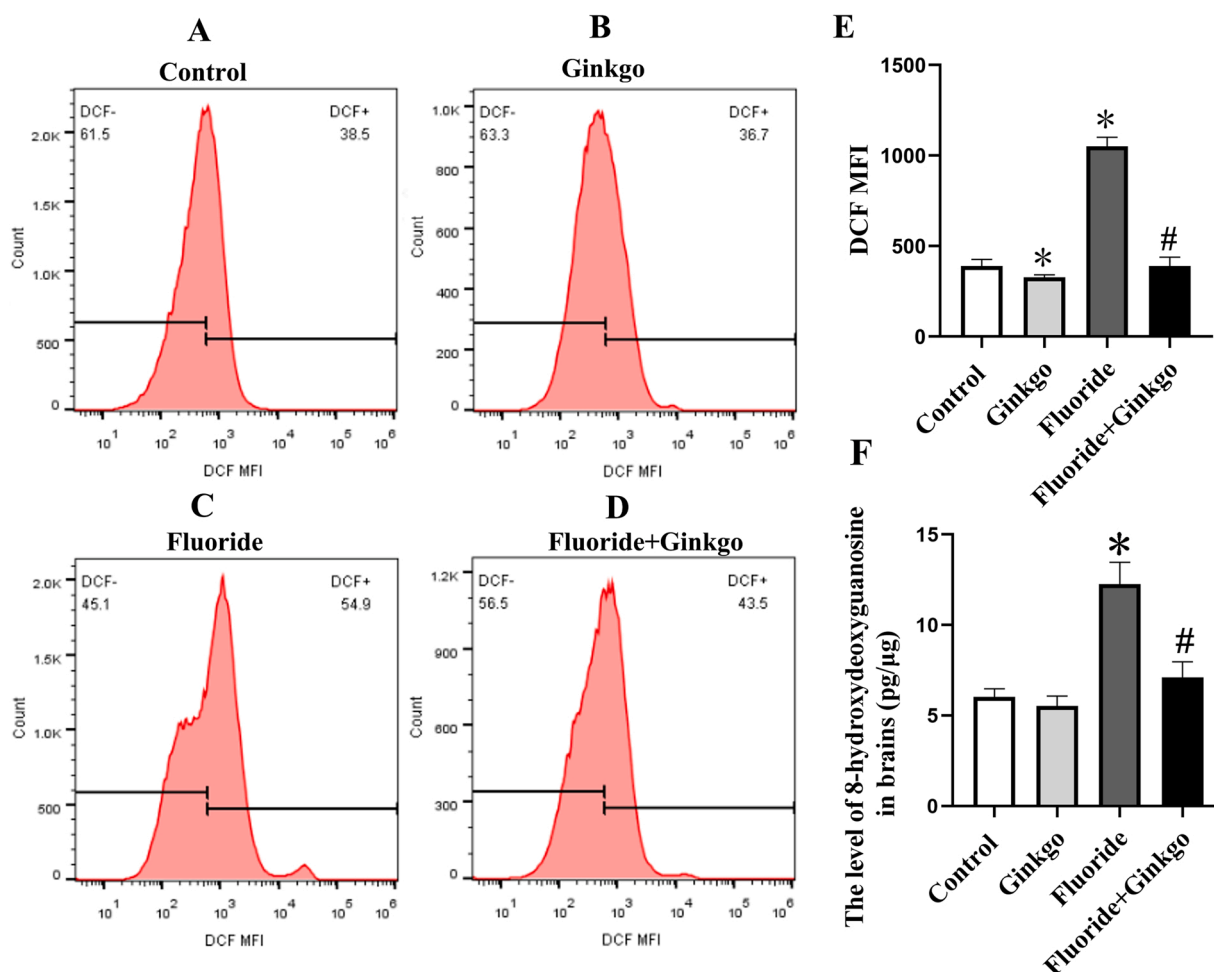 A
Control
DCF-
61.5
DCF+
38.5
2.0K
1.5K
1.0K
500
0
Count
10^1 10^2 10^3 10^4 10^5 10^6
DCF MFI
B
Ginkgo
DCF-
63.3
DCF+
36.7
1.0K
800
600
400
200
0
Count
10^1 10^2 10^3 10^4 10^5 10^6
DCF MFI
C
Fluoride
DCF-
45.1
DCF+
54.9
2.0K
1.5K
1.0K
500
0
Count
10^1 10^2 10^3 10^4 10^5 10^6
DCF MFI
D
Fluoride+Ginkgo
DCF-
56.5
DCF+
43.5
1.2K
900
600
300
0
Count
10^1 10^2 10^3 10^4 10^5 10^6
DCF MFI
E
DCF MFI
1500
1000
500
0
*
*
#
Control
Ginkgo
Fluoride
Fluoride+Ginkgo
F
The level of 8-hydroxydeoxyguanosine
in brains (pg/µg)
15
10
5
0
*
#
Control
Ginkgo
Fluoride
Fluoride+Ginkgo